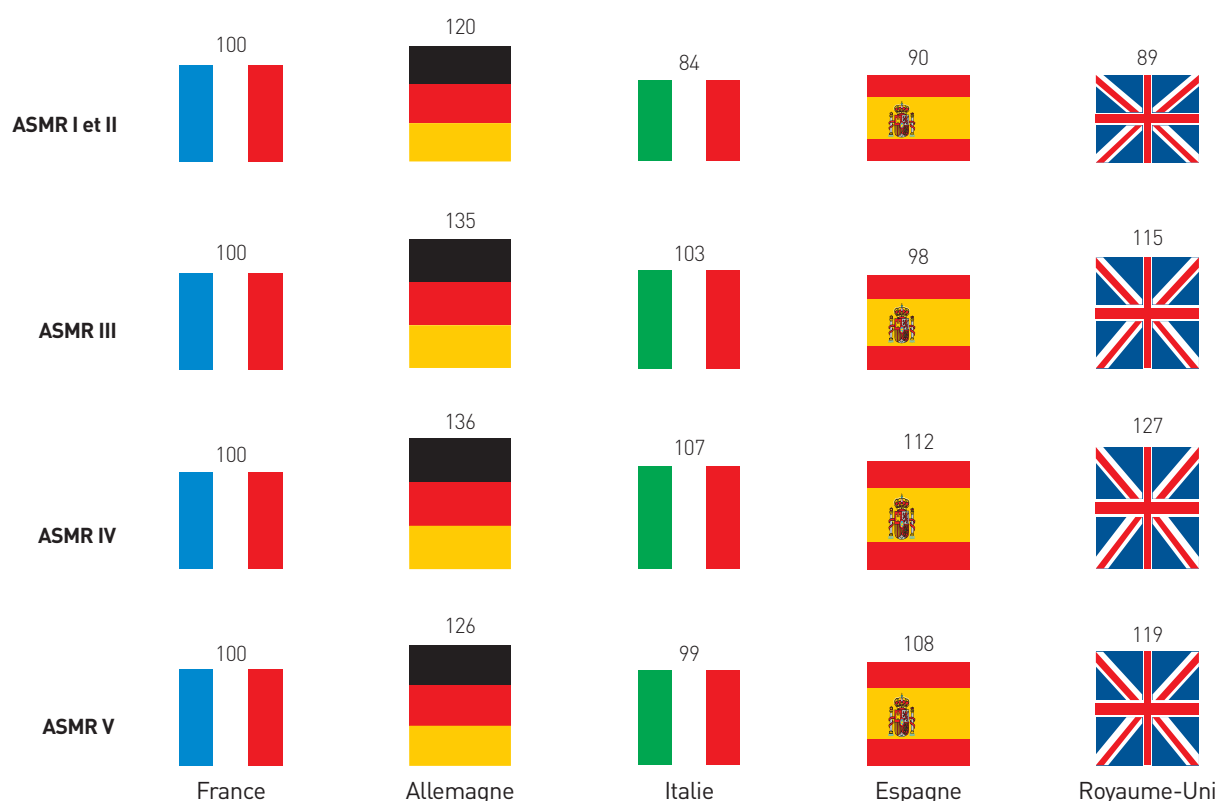 100 120 84 90 89
ASMR I et II
100 135 103 98 115
ASMR III
100 136 107 112 127
ASMR IV
100 126 99 108 119
ASMR V
France Allemagne Italie Espagne Royaume-Uni